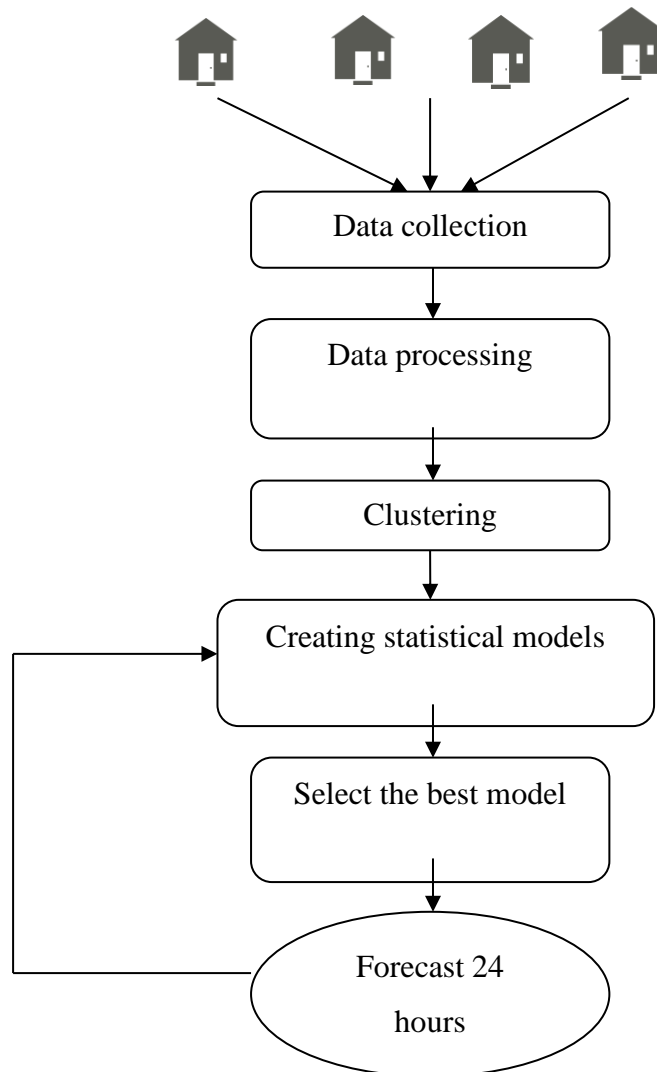 Data collection
Data processing
Clustering
Creating statistical models
Select the best model
Forecast 24
hours